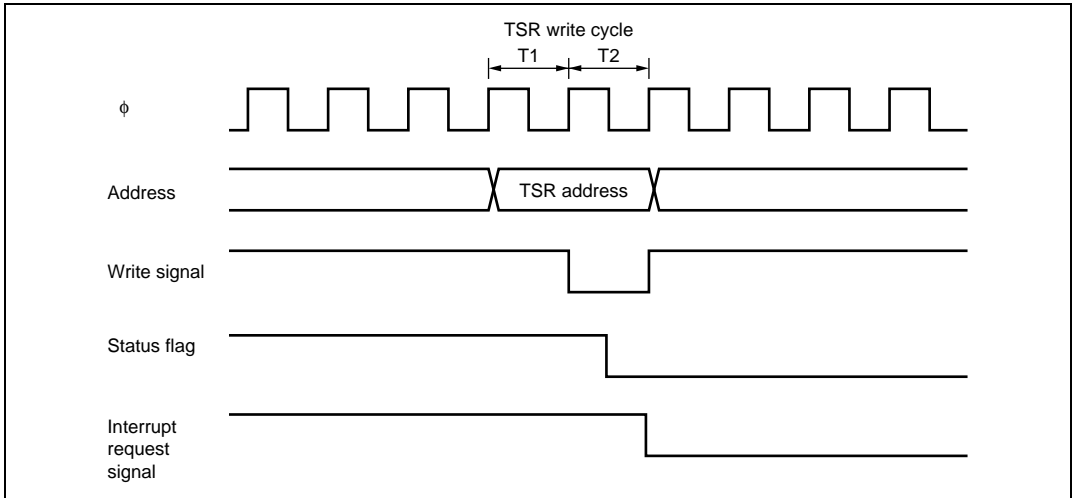 TSR write cycle
T1 T2
ϕ
Address
TSR address
Write signal
Status flag
Interrupt
request
signal